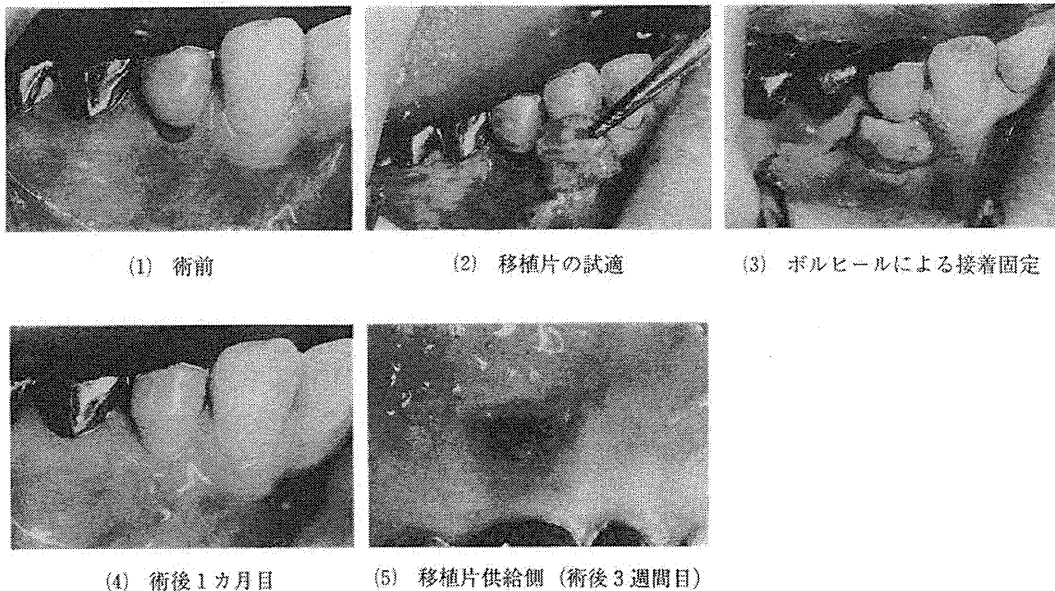 (1) 術前
(2) 移植片の試適
(3) ボルヒールによる接着固定
(4) 術後1カ月目
(5) 移植片供給側(術後3週間目)